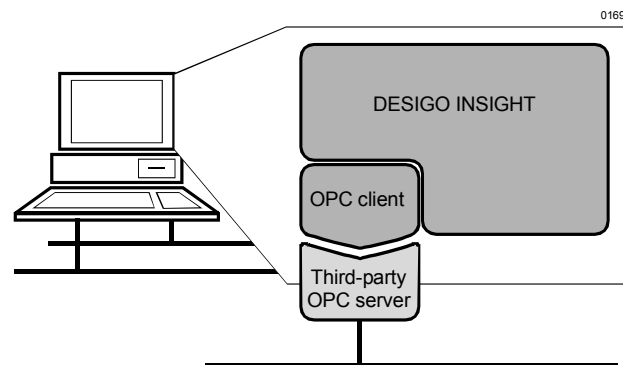 0169
DESIGO INSIGHT
OPC client
Third-party
OPC server